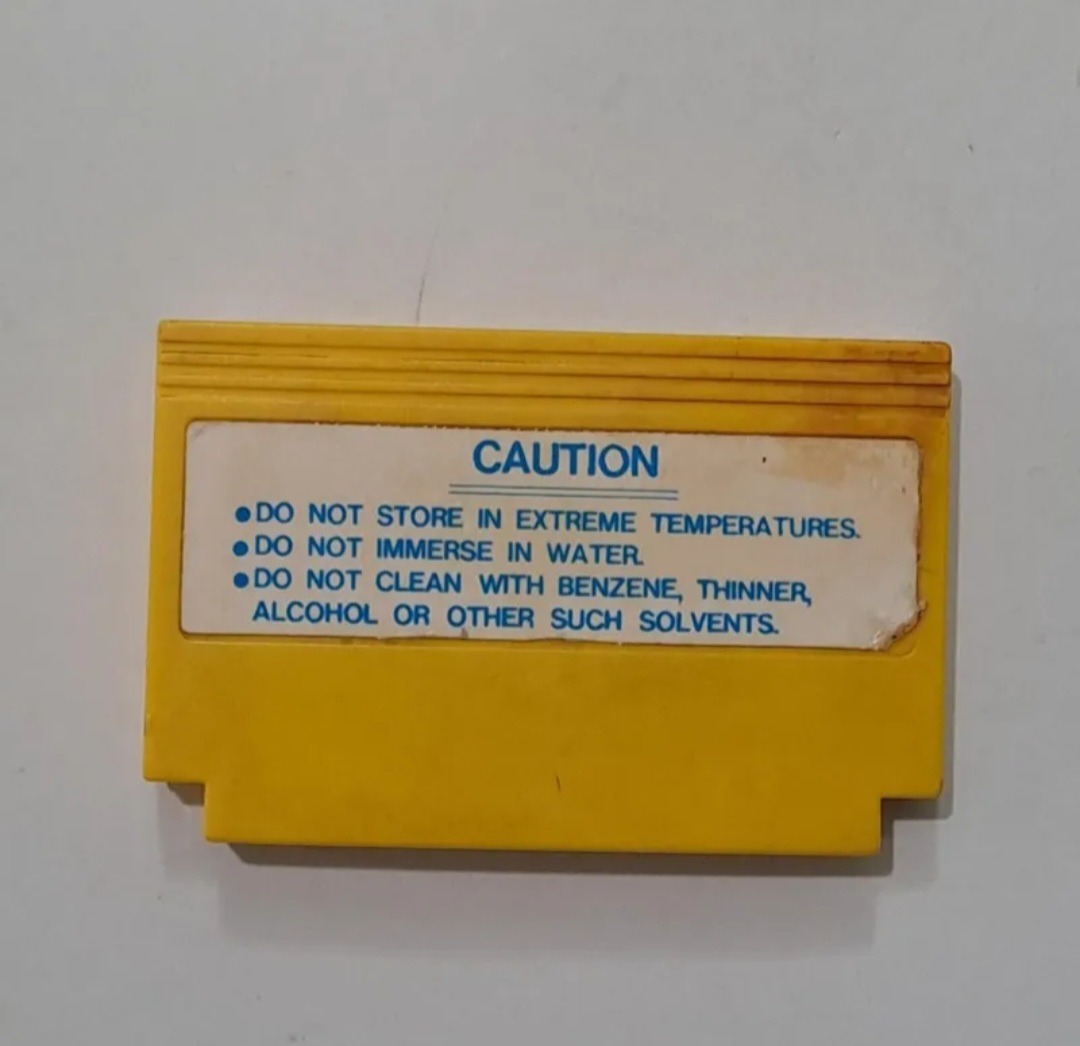 CAUTION
●DO NOT STORE IN EXTREME TEMPERATURES.
●DO NOT IMMERSE IN WATER.
●DO NOT CLEAN WITH BENZENE, THINNER,
ALCOHOL OR OTHER SUCH SOLVENTS.